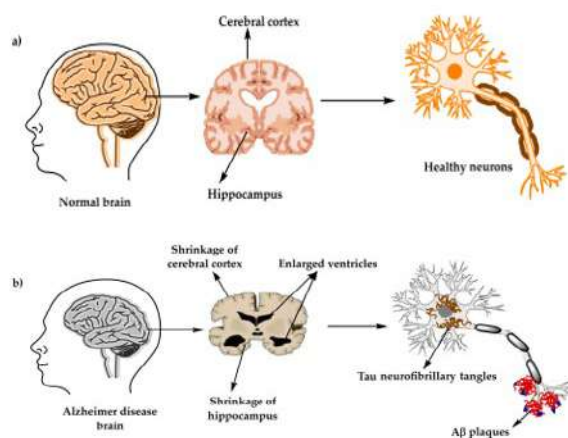 Cerebral cortex
a)
Healthy neurons
Hippocampus
Normal brain
Shrinkage of
cerebral cortex
Enlarged ventricles
b)
Tau neurofibrillary tangles
Shrinkage of
hippocampus
Alzheimer disease
brain
Aβ plaques